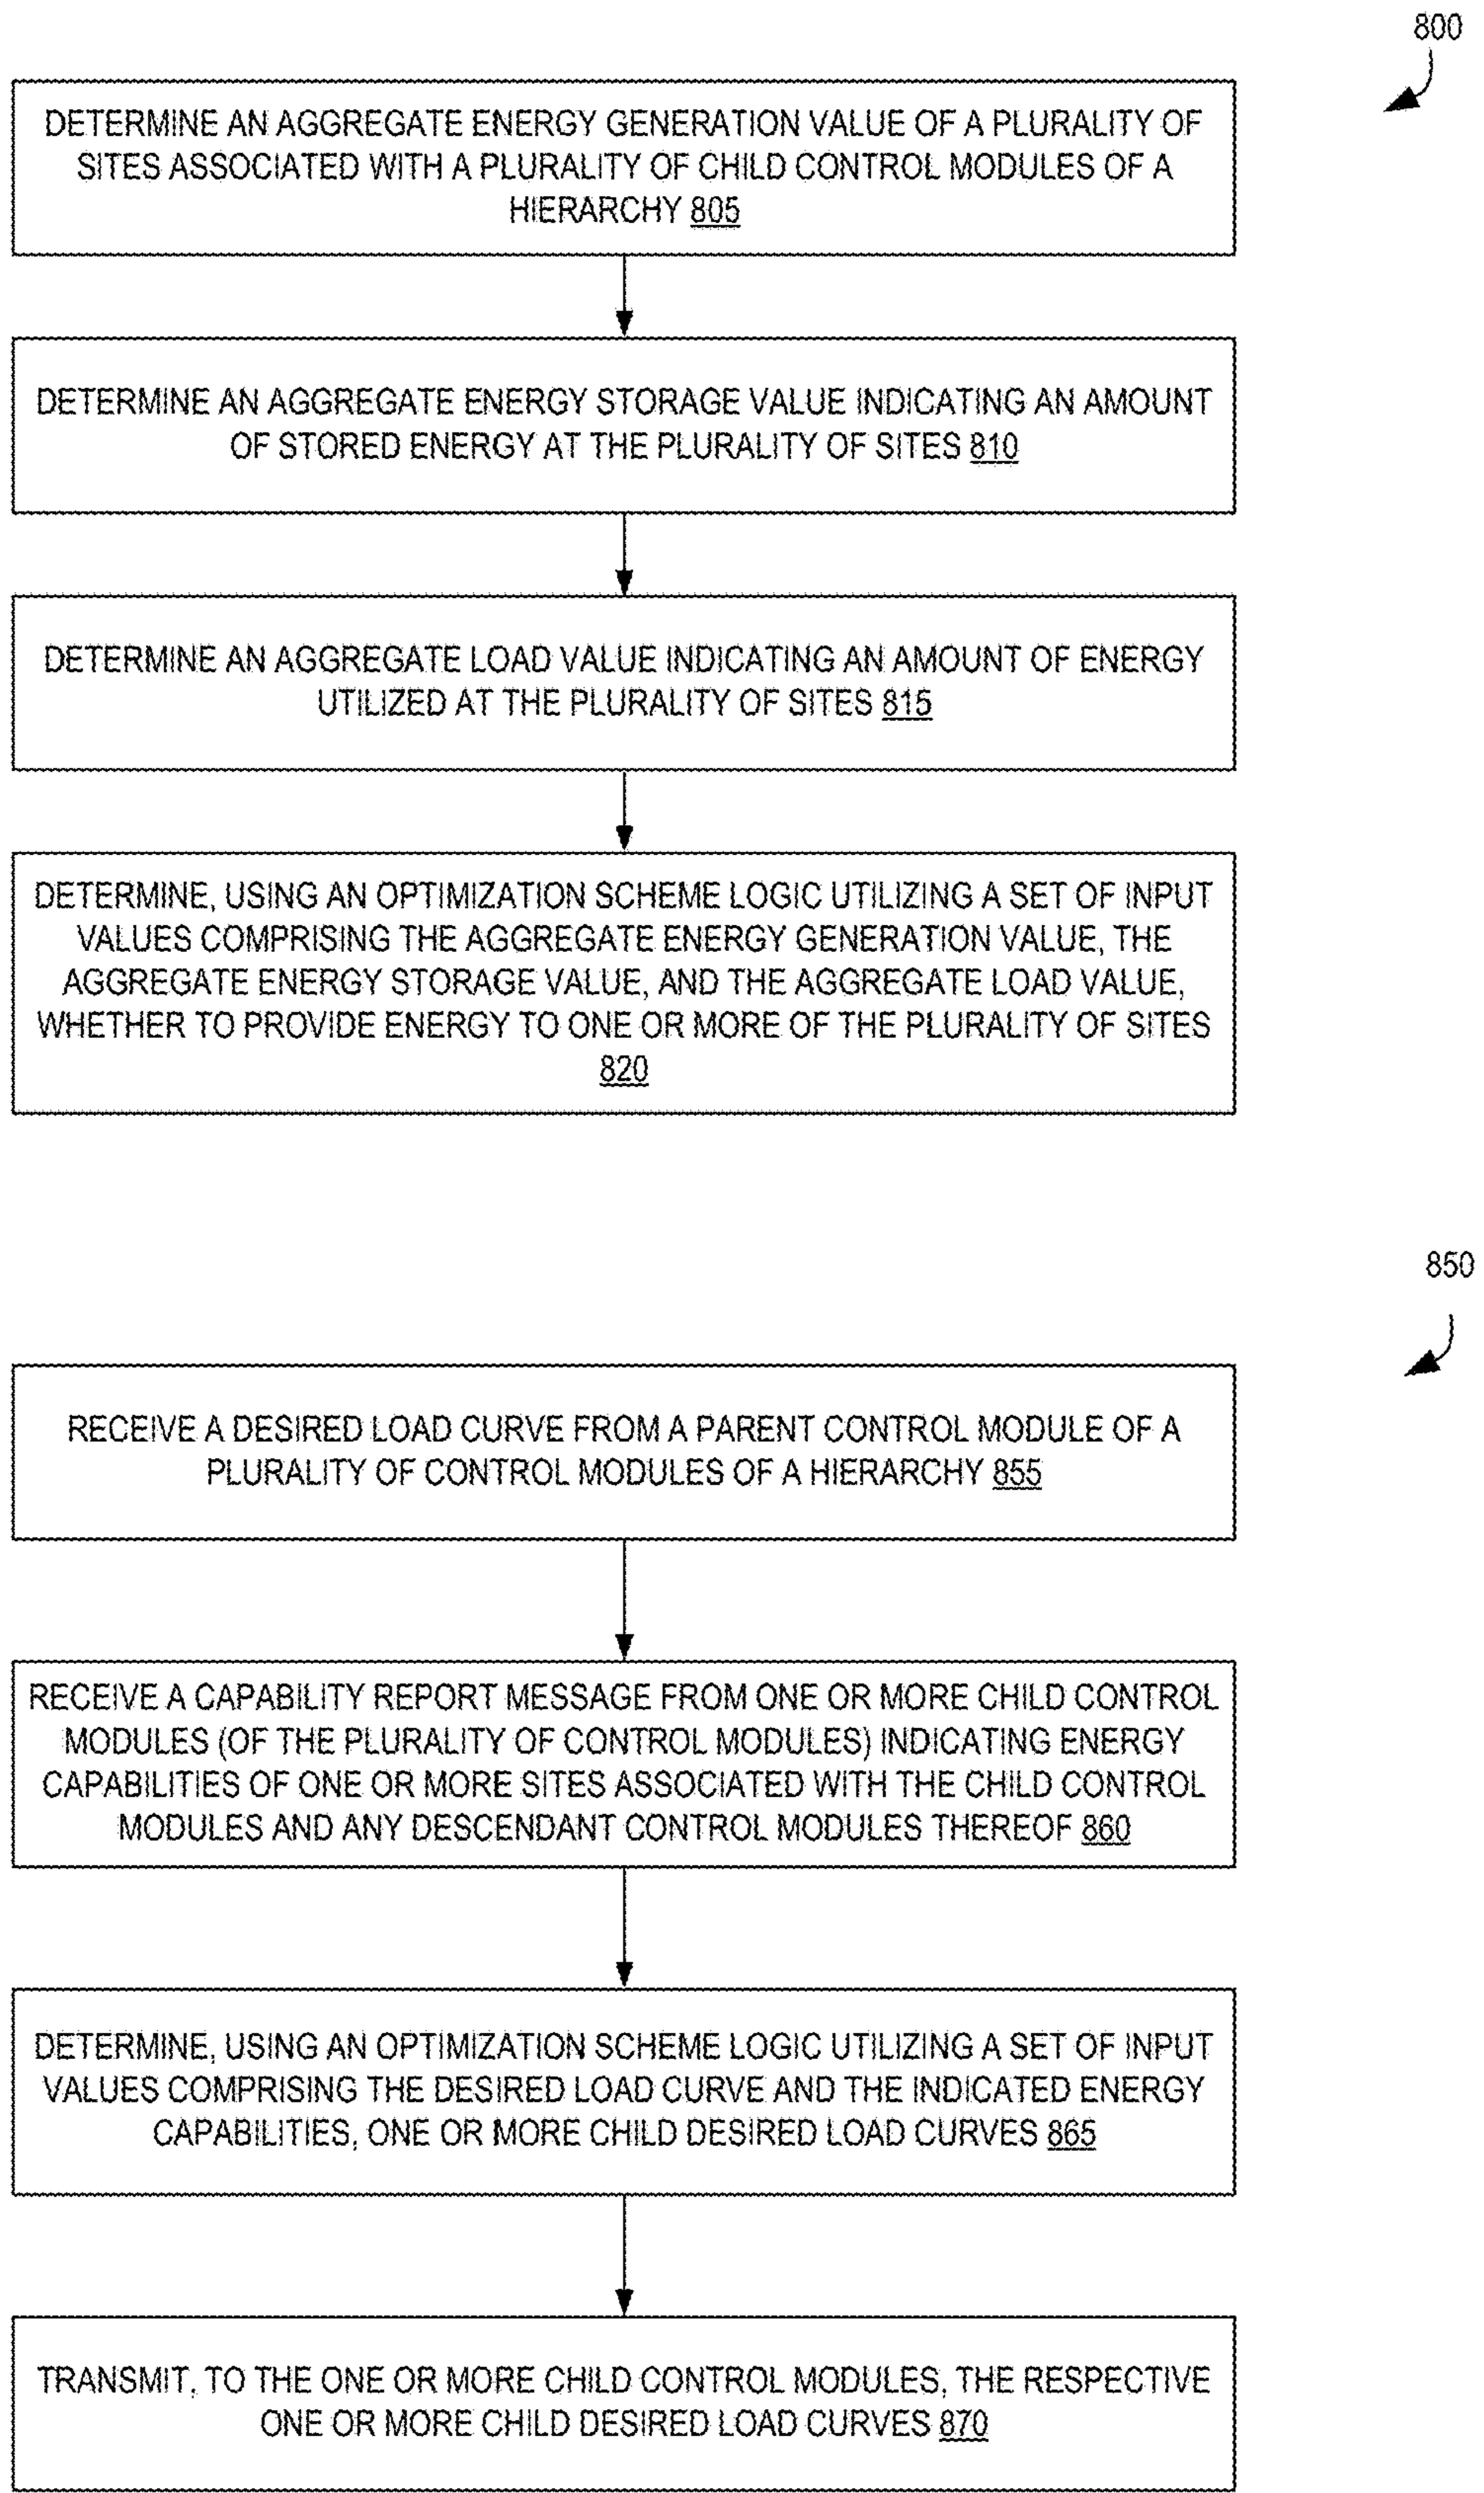 800
DETERMINE AN AGGREGATE ENERGY GENERATION VALUE OF A PLURALITY OF
SITES ASSOCIATED WITH A PLURALITY OF CHILD CONTROL MODULES OF A
HIERARCHY 805
DETERMINE AN AGGREGATE ENERGY STORAGE VALUE INDICATING AN AMOUNT
OF STORED ENERGY AT THE PLURALITY OF SITES 810
DETERMINE AN AGGREGATE LOAD VALUE INDICATING AN AMOUNT OF ENERGY
UTILIZED AT THE PLURALITY OF SITES 815
DETERMINE, USING AN OPTIMIZATION SCHEME LOGIC UTILIZING A SET OF INPUT
VALUES COMPRISING THE AGGREGATE ENERGY GENERATION VALUE, THE
AGGREGATE ENERGY STORAGE VALUE, AND THE AGGREGATE LOAD VALUE,
WHETHER TO PROVIDE ENERGY TO ONE OR MORE OF THE PLURALITY OF SITES
820
850
RECEIVE A DESIRED LOAD CURVE FROM A PARENT CONTROL MODULE OF A
PLURALITY OF CONTROL MODULES OF A HIERARCHY 855
RECEIVE A CAPABILITY REPORT MESSAGE FROM ONE OR MORE CHILD CONTROL
MODULES (OF THE PLURALITY OF CONTROL MODULES) INDICATING ENERGY
CAPABILITIES OF ONE OR MORE SITES ASSOCIATED WITH THE CHILD CONTROL
MODULES AND ANY DESCENDANT CONTROL MODULES THEREOF 860
DETERMINE, USING AN OPTIMIZATION SCHEME LOGIC UTILIZING A SET OF INPUT
VALUES COMPRISING THE DESIRED LOAD CURVE AND THE INDICATED ENERGY
CAPABILITIES, ONE OR MORE CHILD DESIRED LOAD CURVES 865
TRANSMIT, TO THE ONE OR MORE CHILD CONTROL MODULES, THE RESPECTIVE
ONE OR MORE CHILD DESIRED LOAD CURVES 870